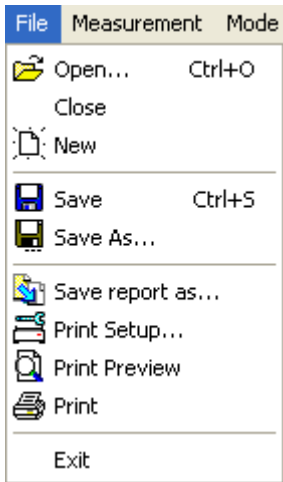 File Measurement Mode
Open... Ctrl+O
Close
New
Save Ctrl+S
Save As...
Save report as...
Print Setup...
Print Preview
Print
Exit